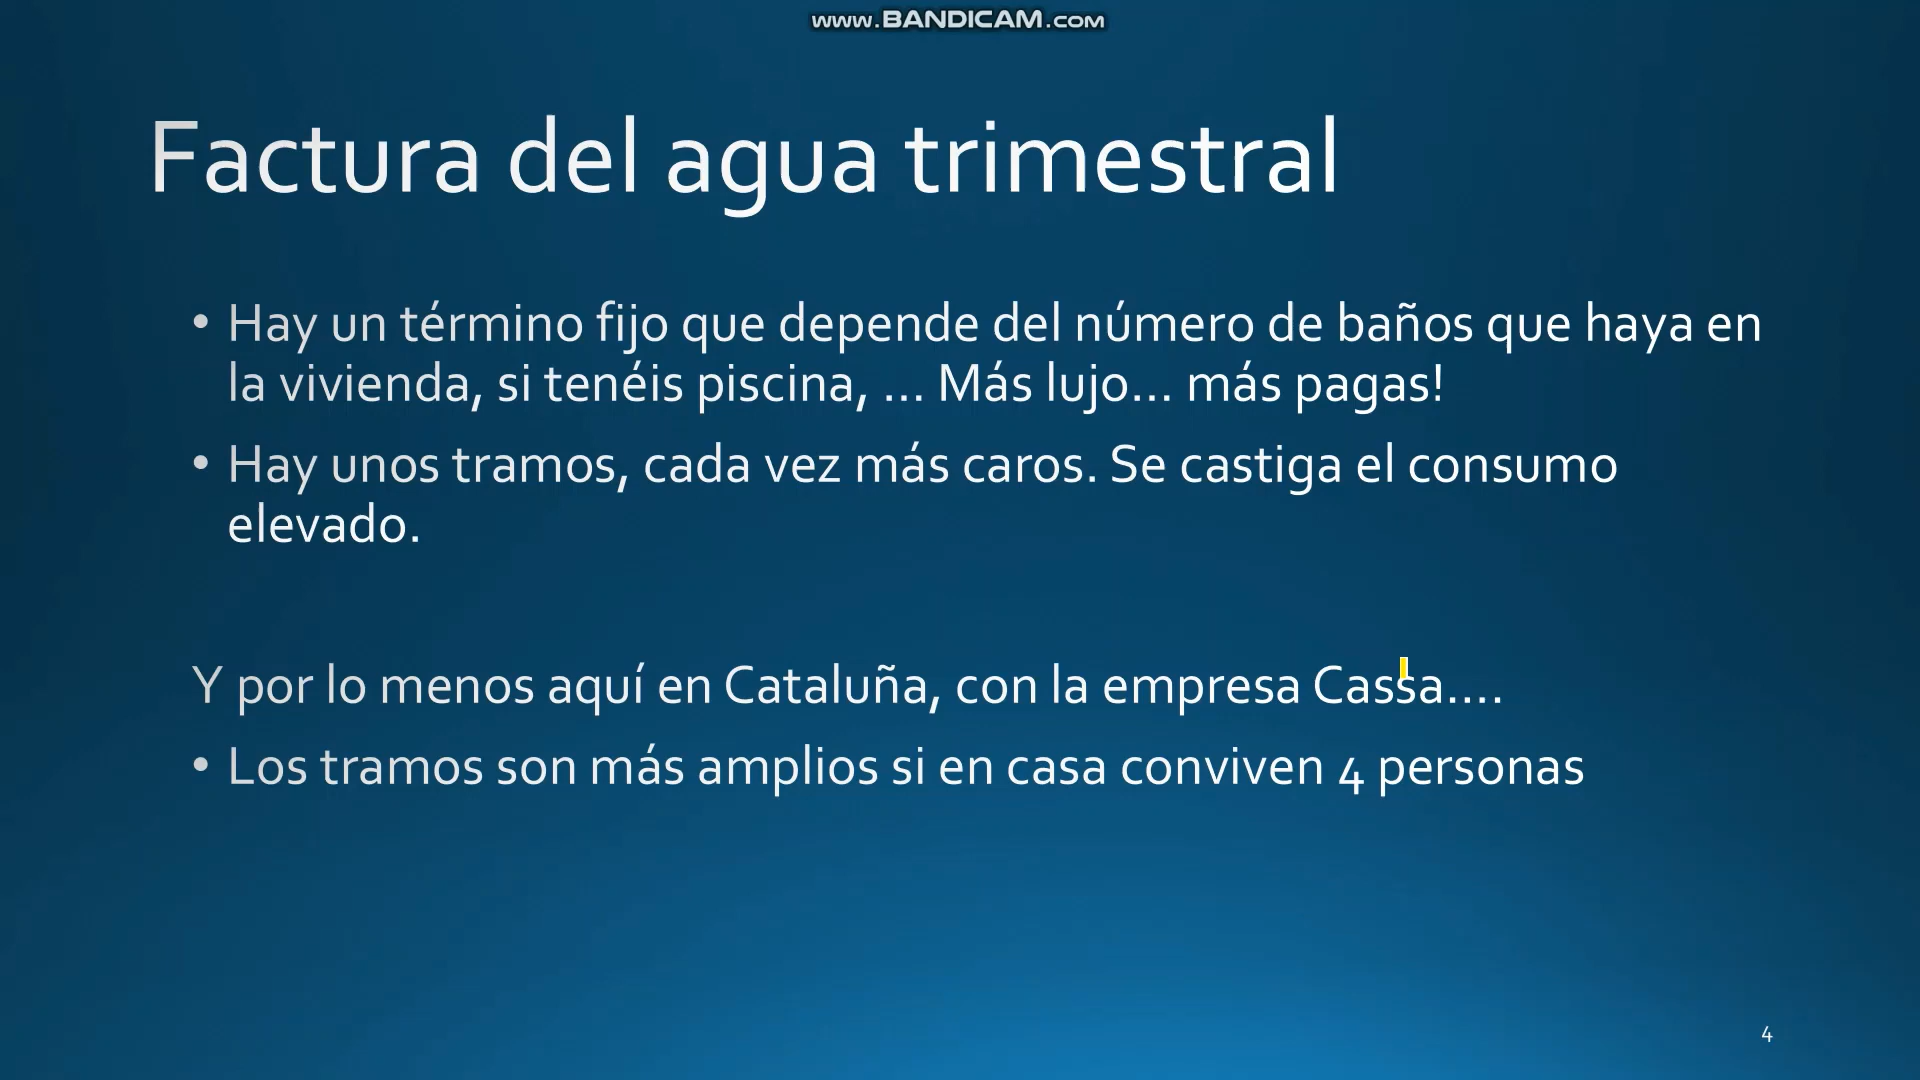 www.BANDICAM.com
Factura del agua trimestral
• Hay un término fijo que depende del número de baños que haya en
la vivienda, si tenéis piscina, ... Más lujo... más pagas!
• Hay unos tramos, cada vez más caros. Se castiga el consumo
elevado.
Y por lo menos aquí en Cataluña, con la empresa Cassa....
• Los tramos son más amplios si en casa conviven 4 personas
4